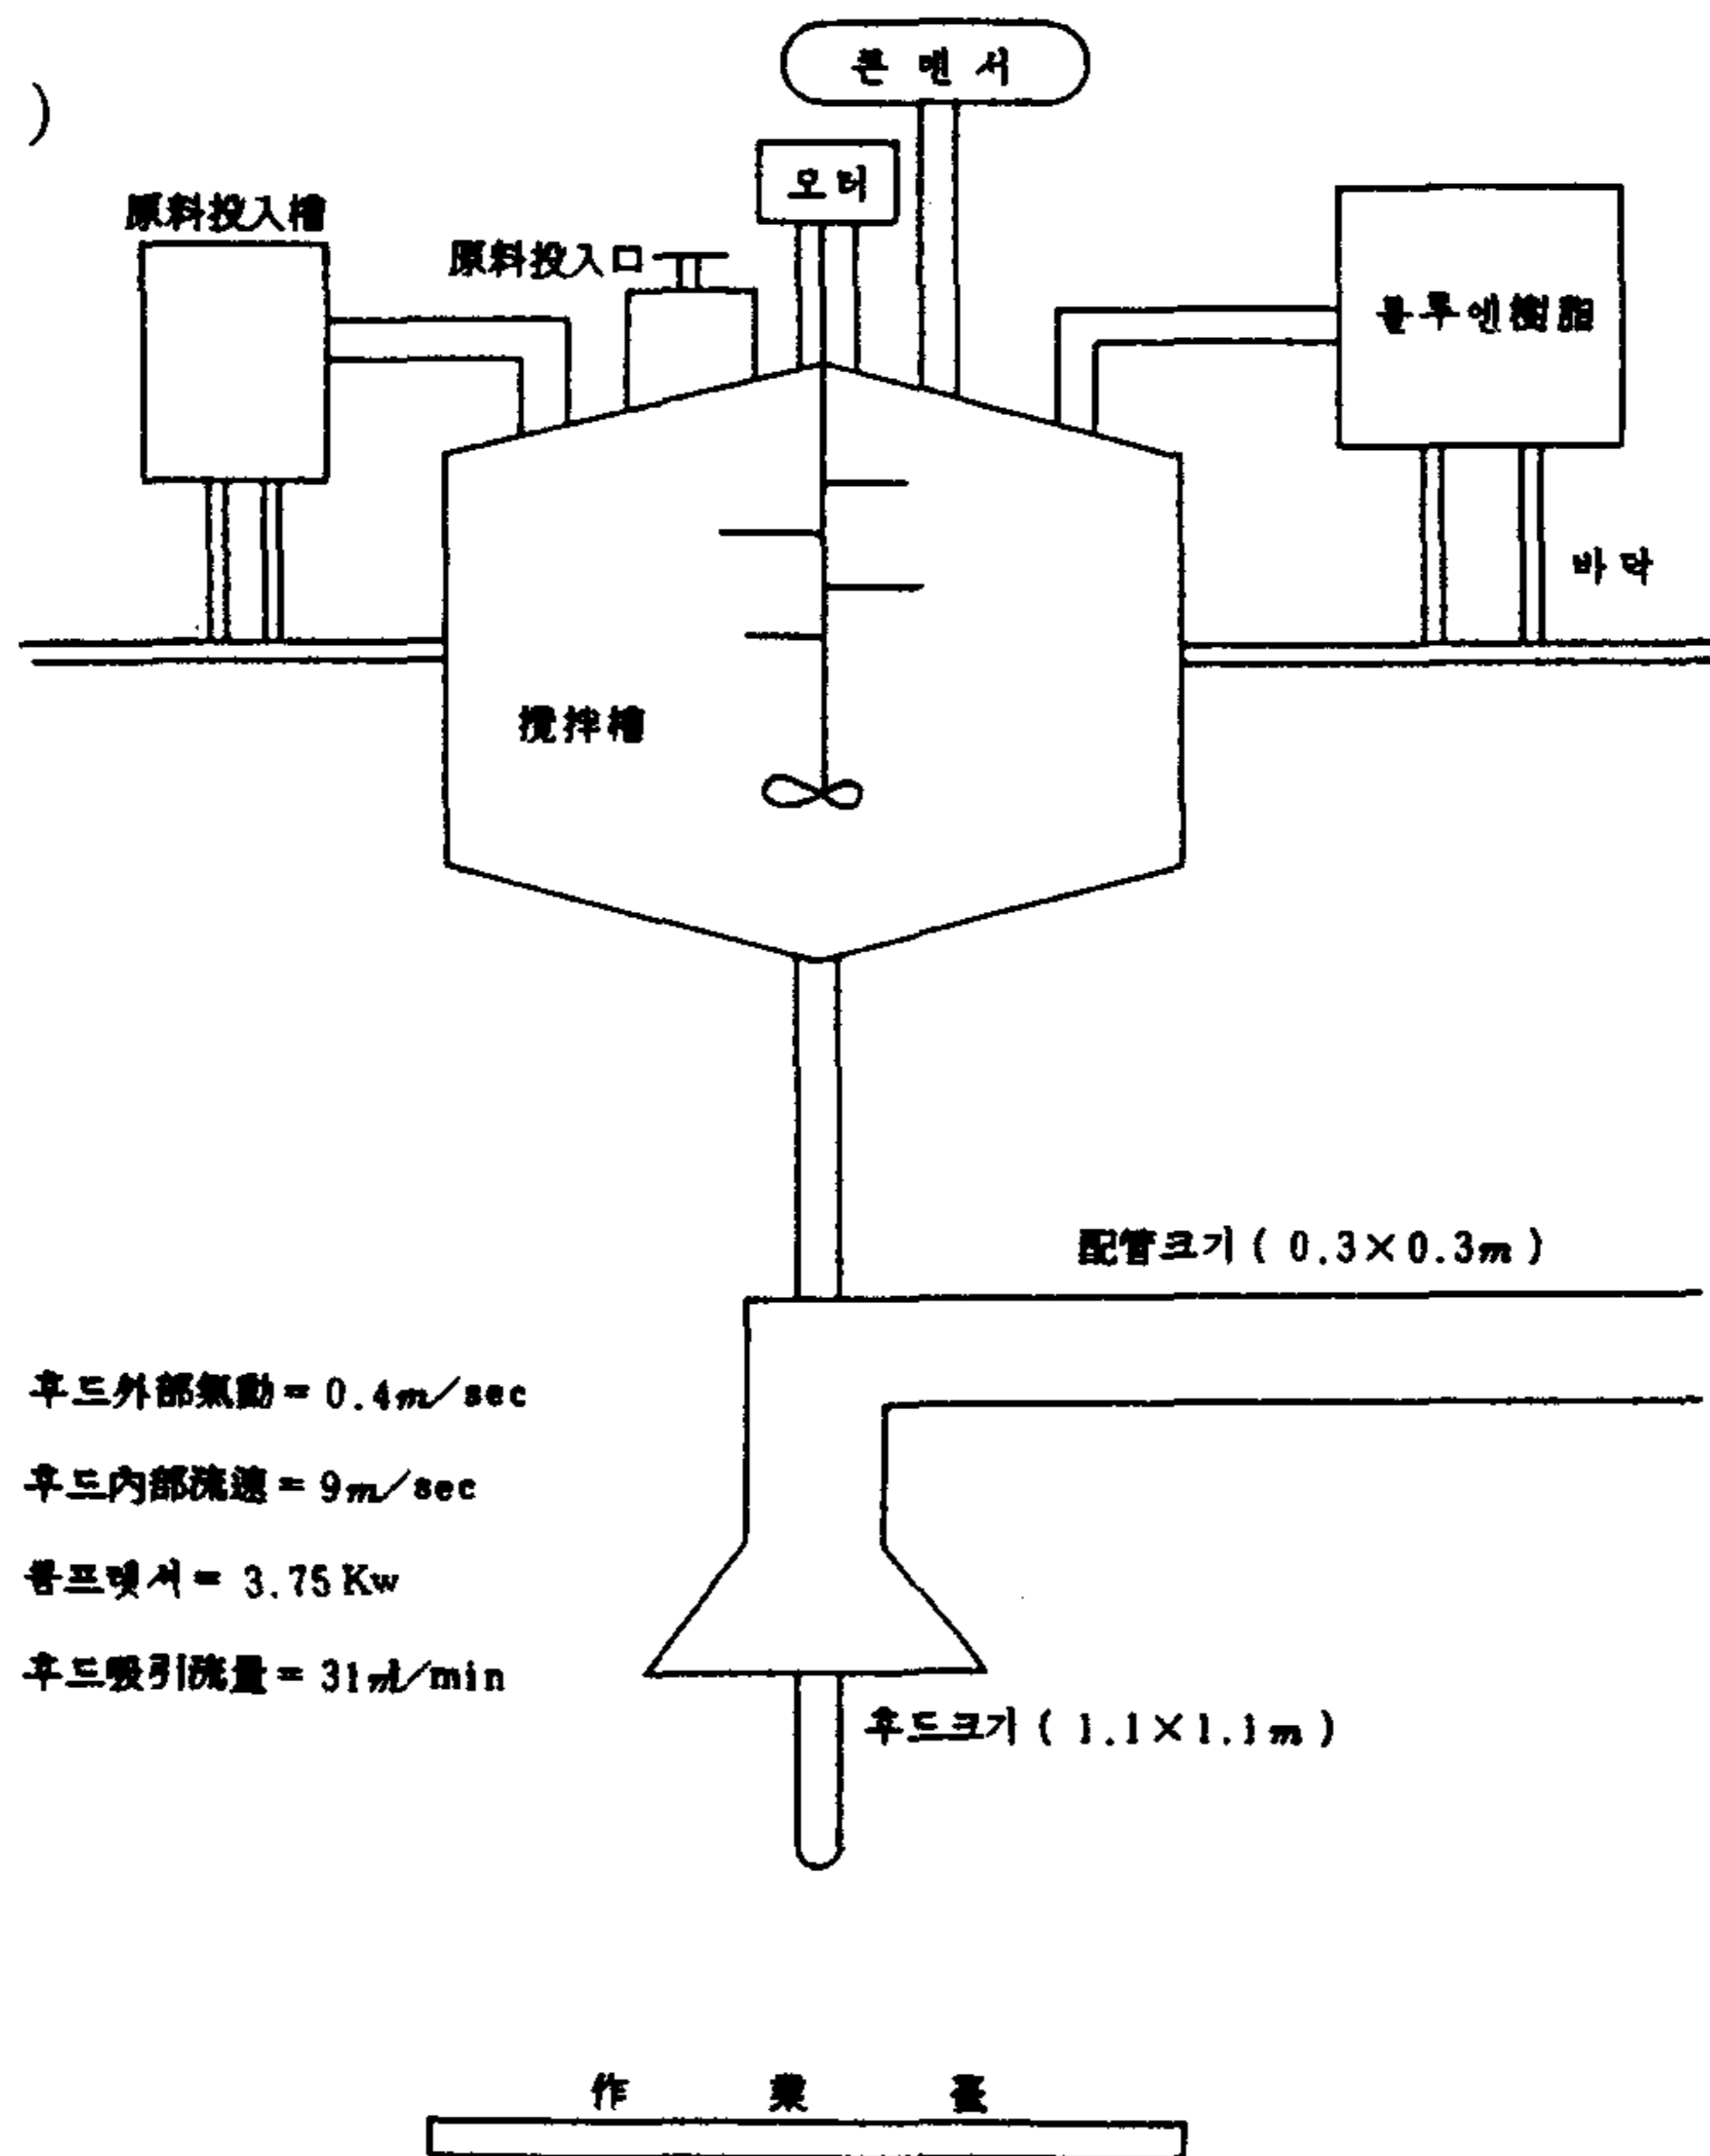 )
콘덴서
모터
原料投入槽
原料投入口
톨루엔樹脂
바닥
攪拌槽
配管크기 ( 0.3×0.3m )
후드外部氣動 = 0.4m/sec
후드內部流速 = 9m/sec
콤프렛서 = 3.75 Kw
후드吸引流量 = 31㎥/min
후드크기 ( 1.1×1.1m )
作業臺